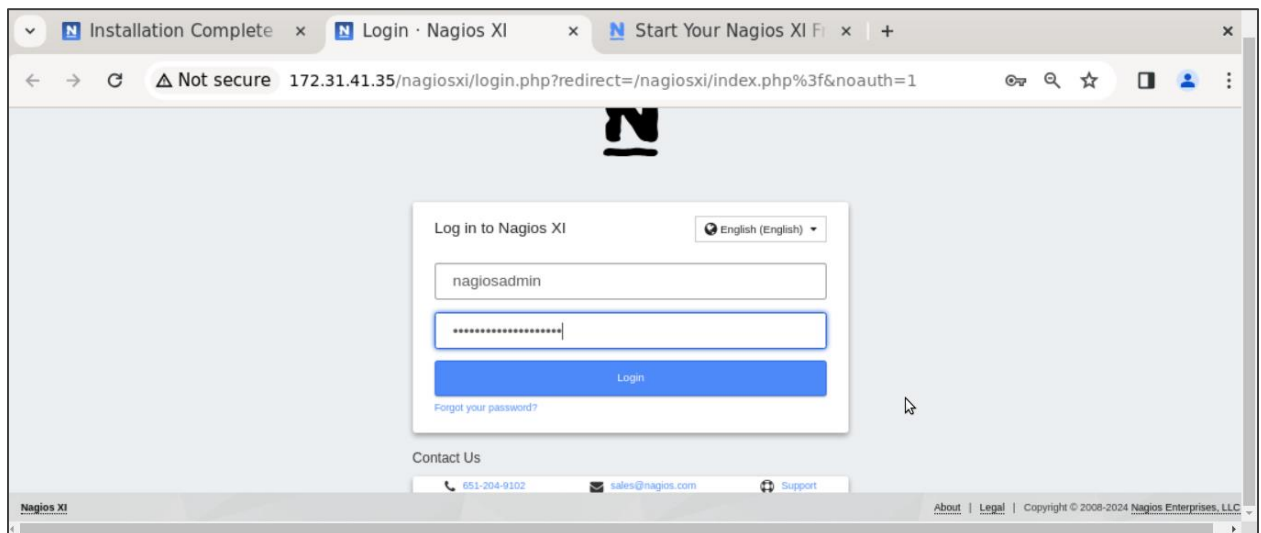 Installation Complete
Login · Nagios XI
Start Your Nagios XI Fr
Not secure 172.31.41.35/nagiosxi/login.php?redirect=/nagiosxi/index.php%3f&noauth=1
N
Log in to Nagios XI
English (English)
nagiosadmin
••••••••••••••••••••
Login
Forgot your password?
Contact Us
651-204-9102 sales@nagios.com Support
Nagios XI About | Legal | Copyright © 2008-2024 Nagios Enterprises, LLC